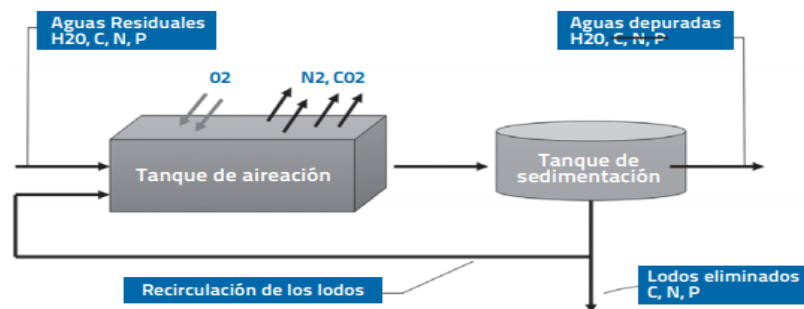 Aguas Residuales
H2O, C, N, P
Aguas depuradas
H2O, C, N, P
O2
N2, CO2
Tanque de aireación
Tanque de
sedimentación
Recirculación de los lodos
Lodos eliminados
C, N, P